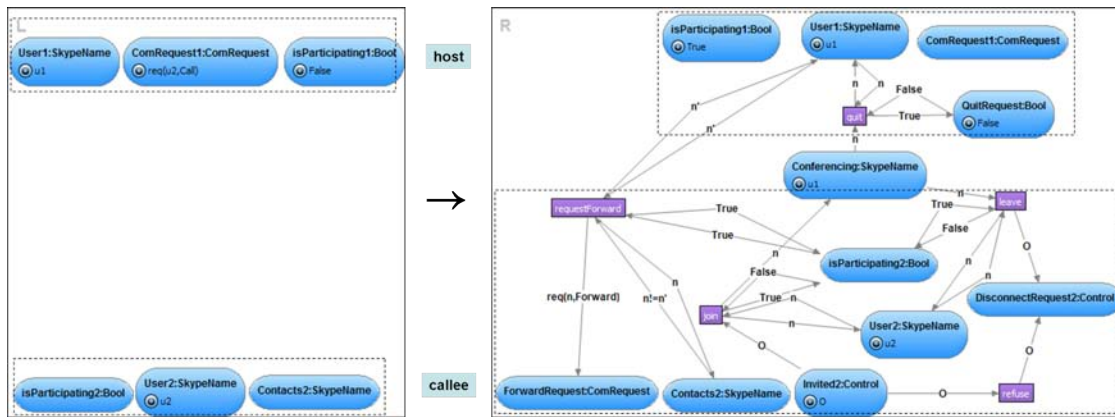 L
User1:SkypeName
u1
ComRequest1:ComRequest
req(u2,Call)
isParticipating1:Bool
False
isParticipating2:Bool
User2:SkypeName
u2
Contacts2:SkypeName
host
→
callee
R
isParticipating1:Bool
True
User1:SkypeName
u1
ComRequest1:ComRequest
n
n
False
n'
quit
True
QuitRequest:Bool
False
n'
n
Conferencing:SkypeName
u1
n
leave
requestForward
True
True
False
True
O
n
isParticipating2:Bool
False
n
n
req(n,Forward)
n!=n'
n
True
n
DisconnectRequest2:Control
join
n
User2:SkypeName
u2
O
O
ForwardRequest:ComRequest
Contacts2:SkypeName
Invited2:Control
O
O
refuse